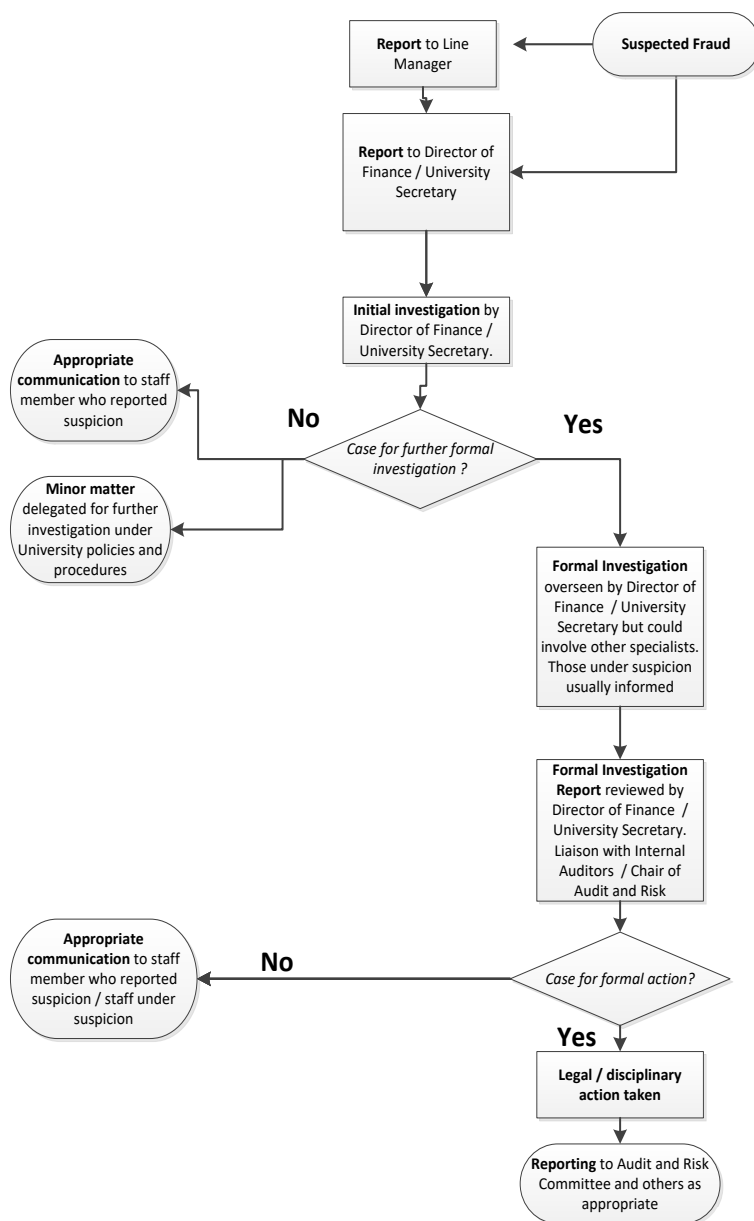 Suspected Fraud
Report to Line
Manager
Report to Director of
Finance / University
Secretary
Initial investigation by
Director of Finance /
University Secretary.
Appropriate
communication to staff
member who reported
suspicion
No
Yes
Case for further formal
investigation ?
Minor matter
delegated for further
investigation under
University policies and
procedures
Formal Investigation
overseen by Director of
Finance / University
Secretary but could
involve other specialists.
Those under suspicion
usually informed
Formal Investigation
Report reviewed by
Director of Finance /
University Secretary.
Liaison with Internal
Auditors / Chair of
Audit and Risk
Appropriate
communication to staff
member who reported
suspicion / staff under
suspicion
No
Case for formal action?
Yes
Legal / disciplinary
action taken
Reporting to Audit and Risk
Committee and others as
appropriate